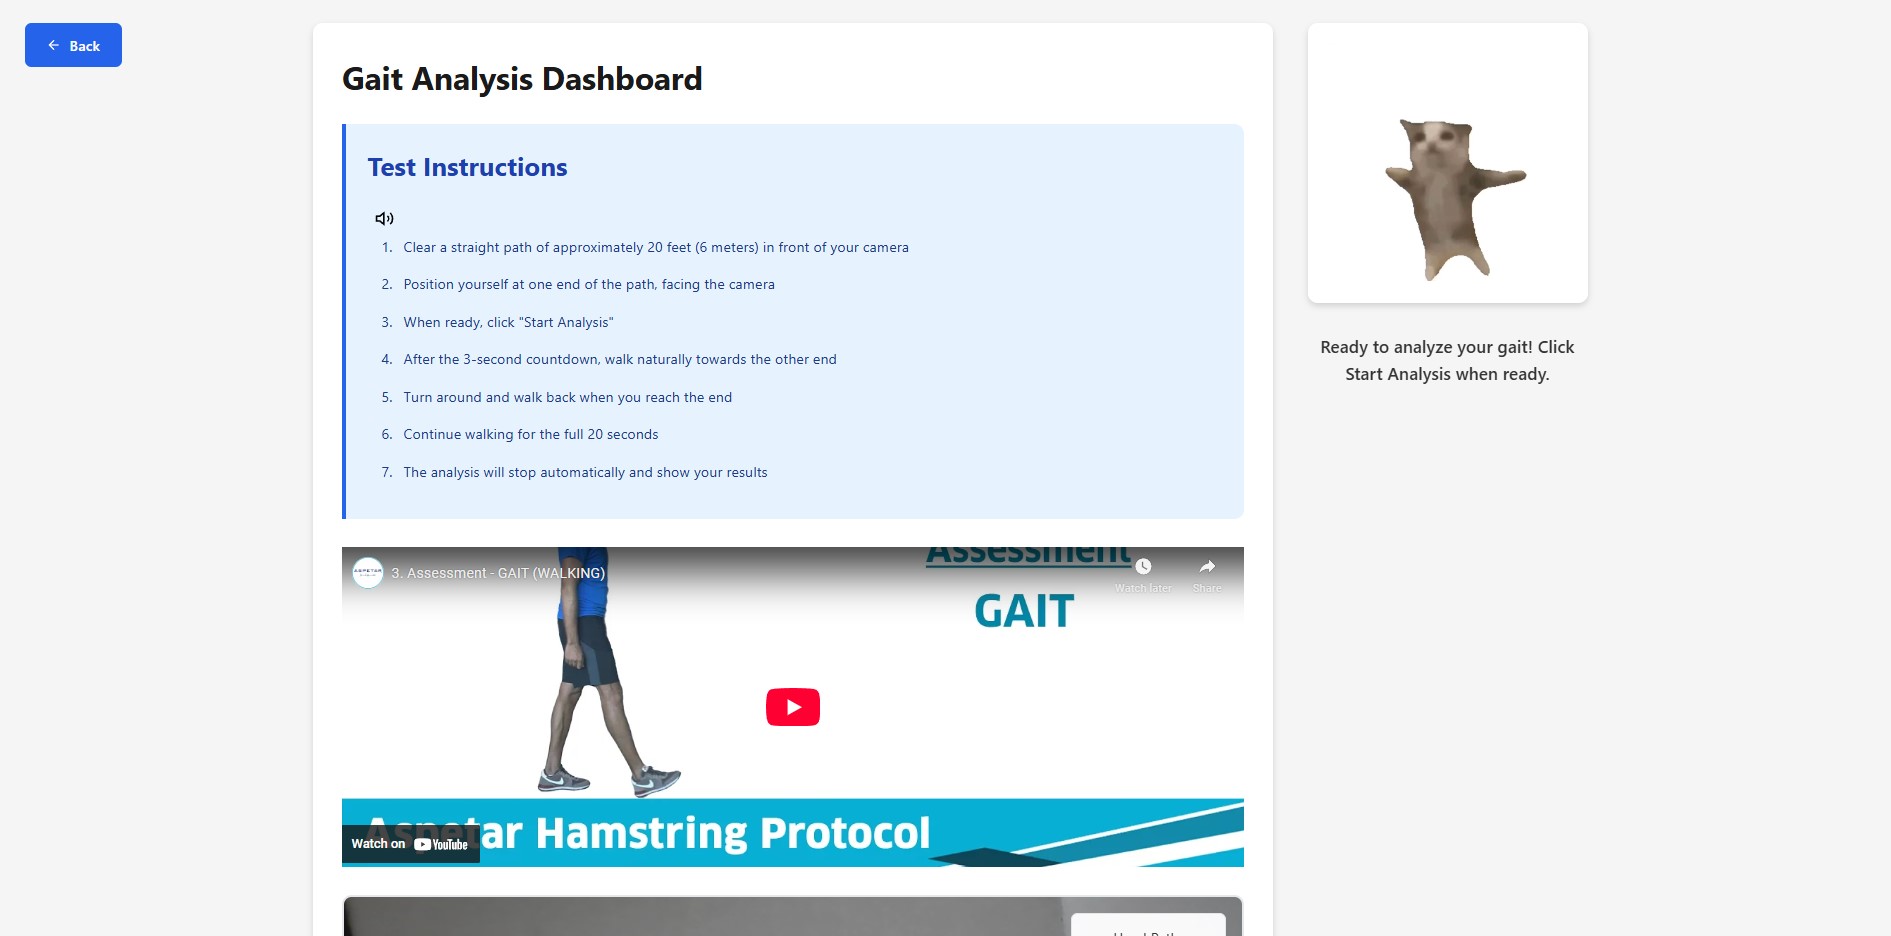 Back
Gait Analysis Dashboard
Test Instructions
1. Clear a straight path of approximately 20 feet (6 meters) in front of your camera
2. Position yourself at one end of the path, facing the camera
3. When ready, click "Start Analysis"
4. After the 3-second countdown, walk naturally towards the other end
5. Turn around and walk back when you reach the end
6. Continue walking for the full 20 seconds
7. The analysis will stop automatically and show your results
Ready to analyze your gait! Click
Start Analysis when ready.
ASPETAR
3. Assessment - GAIT (WALKING)
Assessment
Watch later
Share
GAIT
Aspetar Hamstring Protocol
Watch on YouTube